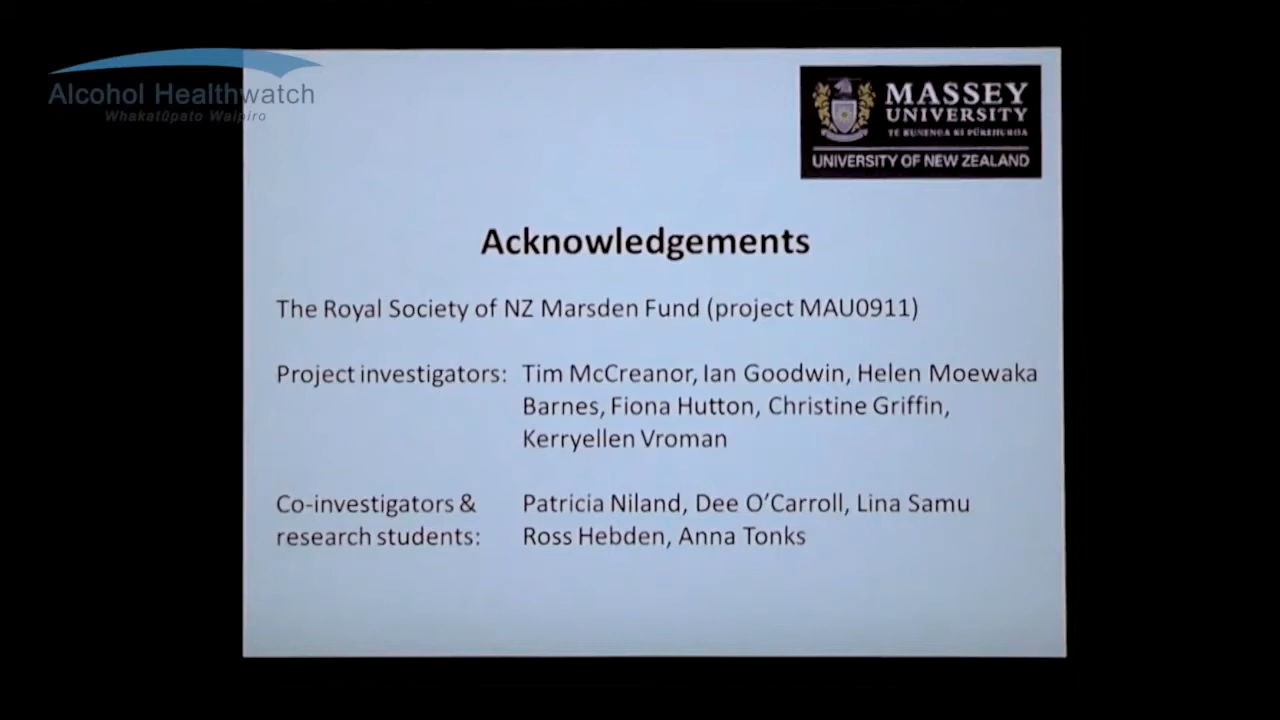 Alcohol Healthwatch
Whakatūpato Waipiro
MASSEY
UNIVERSITY
TE KUNENGA KI PŪREHUROA
UNIVERSITY OF NEW ZEALAND
Acknowledgements
The Royal Society of NZ Marsden Fund (project MAU0911)
Project investigators: Tim McCreanor, Ian Goodwin, Helen Moewaka
Barnes, Fiona Hutton, Christine Griffin,
Kerryellen Vroman
Co-investigators & Patricia Niland, Dee O’Carroll, Lina Samu
research students: Ross Hebden, Anna Tonks